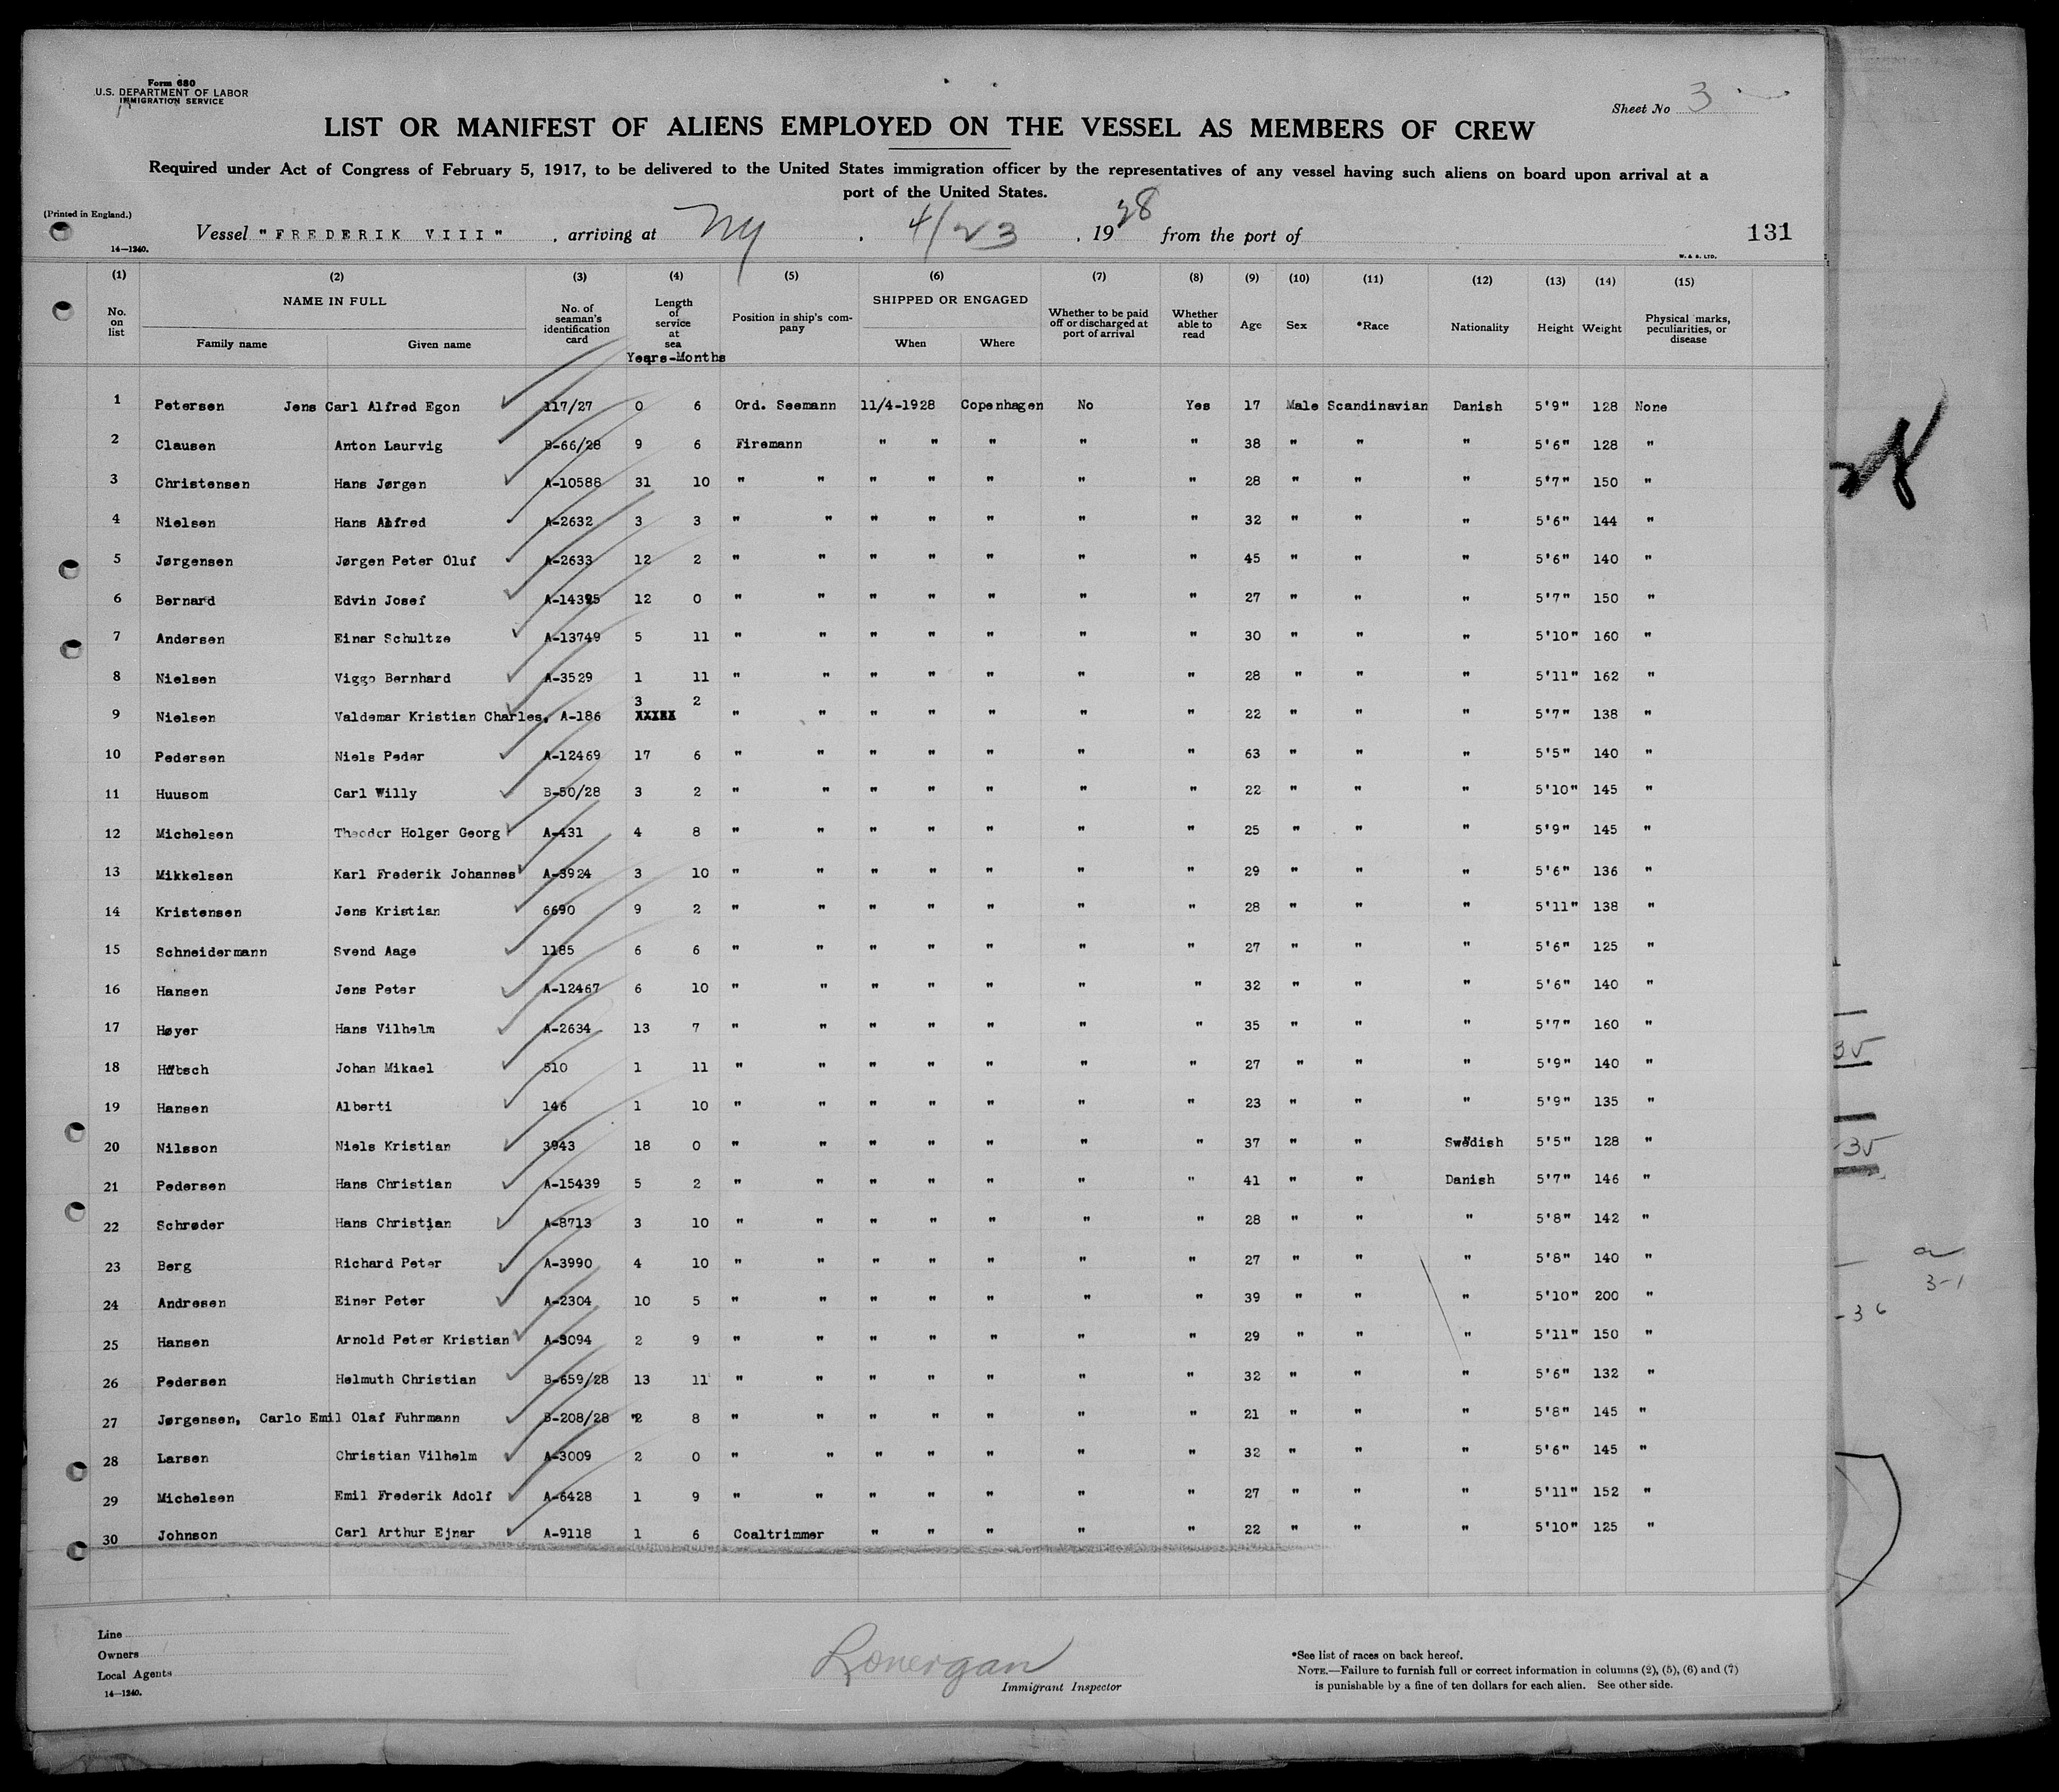 Form 680
U.S. DEPARTMENT OF LABOR
IMMIGRATION SERVICE
Sheet No 3
LIST OR MANIFEST OF ALIENS EMPLOYED ON THE VESSEL AS MEMBERS OF CREW
Required under Act of Congress of February 5, 1917, to be delivered to the United States immigration officer by the representatives of any vessel having such aliens on board upon arrival at a
port of the United States.
(Printed in England.)
Vessel "FREDERIK VIII", arriving at NY, 4/23, 1928 from the port of 131
14—1240.
W. & S. LTD.
(1) (2) (3) (4) (5) (6) (7) (8) (9) (10) (11) (12) (13) (14) (15)
No. on list NAME IN FULL Family name Given name No. of seaman's identification card Length of service at sea Years-Months Position in ship's company SHIPPED OR ENGAGED When Where Whether to be paid off or discharged at port of arrival Whether able to read Age Sex *Race Nationality Height Weight Physical marks, peculiarities, or disease
1 Petersen Jens Carl Alfred Egon 117/27 0 6 Ord. Seemann 11/4-1928 Copenhagen No Yes 17 Male Scandinavian Danish 5'9" 128 None
2 Clausen Anton Laurvig B-66/28 9 6 Firemann " " " " " 38 " " " 5'6" 128 "
3 Christensen Hans Jørgen A-10588 31 10 " " " " " " " 28 " " " 5'7" 150 "
4 Nielsen Hans Alfred A-2632 3 3 " " " " " " " 32 " " " 5'6" 144 "
5 Jørgensen Jørgen Peter Oluf A-2633 12 2 " " " " " " " 45 " " " 5'6" 140 "
6 Bernard Edvin Josef A-14395 12 0 " " " " " " " 27 " " " 5'7" 150 "
7 Andersen Einar Schultze A-13749 5 11 " " " " " " " 30 " " " 5'10" 160 "
8 Nielsen Viggo Bernhard A-3529 1 11 " " " " " " " 28 " " " 5'11" 162 "
9 Nielsen Valdemar Kristian Charles, A-186 3 2 " " " " " " " 22 " " " 5'7" 138 "
10 Pedersen Niels Peder A-12469 17 6 " " " " " " " 63 " " " 5'5" 140 "
11 Huusom Carl Willy B-50/28 3 2 " " " " " " " 22 " " " 5'10" 145 "
12 Michelsen Theodor Holger Georg A-431 4 8 " " " " " " " 25 " " " 5'9" 145 "
13 Mikkelsen Karl Frederik Johannes A-3924 3 10 " " " " " " " 29 " " " 5'6" 136 "
14 Kristensen Jens Kristian 6690 9 2 " " " " " " " 28 " " " 5'11" 138 "
15 Schneidermann Svend Aage 1185 6 6 " " " " " " " 27 " " " 5'6" 125 "
16 Hansen Jens Peter A-12467 6 10 " " " " " " " 32 " " " 5'6" 140 "
17 Høyer Hans Vilhelm A-2634 13 7 " " " " " " " 35 " " " 5'7" 160 "
18 Hübsch Johan Mikael 510 1 11 " " " " " " " 27 " " " 5'9" 140 "
19 Hansen Alberti 146 1 10 " " " " " " " 23 " " " 5'9" 135 "
20 Nilsson Niels Kristian 3943 18 0 " " " " " " " 37 " " Swedish 5'5" 128 "
21 Pedersen Hans Christian A-15439 5 2 " " " " " " " 41 " " Danish 5'7" 146 "
22 Schrøder Hans Christian A-8713 3 10 " " " " " " " 28 " " " 5'8" 142 "
23 Berg Richard Peter A-3990 4 10 " " " " " " " 27 " " " 5'8" 140 "
24 Andresen Einer Peter A-2304 10 5 " " " " " " " 39 " " " 5'10" 200 "
25 Hansen Arnold Peter Kristian A-3094 2 9 " " " " " " " 29 " " " 5'11" 150 "
26 Pedersen Helmuth Christian B-659/28 13 11 " " " " " " " 32 " " " 5'6" 132 "
27 Jørgensen, Carlo Emil Olaf Fuhrmann B-208/28 2 8 " " " " " " " 21 " " " 5'8" 145 "
28 Larsen Christian Vilhelm A-3009 2 0 " " " " " " " 32 " " " 5'6" 145 "
29 Michelsen Emil Frederik Adolf A-6428 1 9 " " " " " " " 27 " " " 5'11" 152 "
30 Johnson Carl Arthur Ejnar A-9118 1 6 Coaltrimmer " " " " " 22 " " " 5'10" 125 "
Line
Owners
Local Agents
14—1240.
Lonergan
Immigrant Inspector
*See list of races on back hereof.
NOTE.—Failure to furnish full or correct information in columns (2), (5), (6) and (7)
is punishable by a fine of ten dollars for each alien. See other side.
28
35
35
3-1
-36